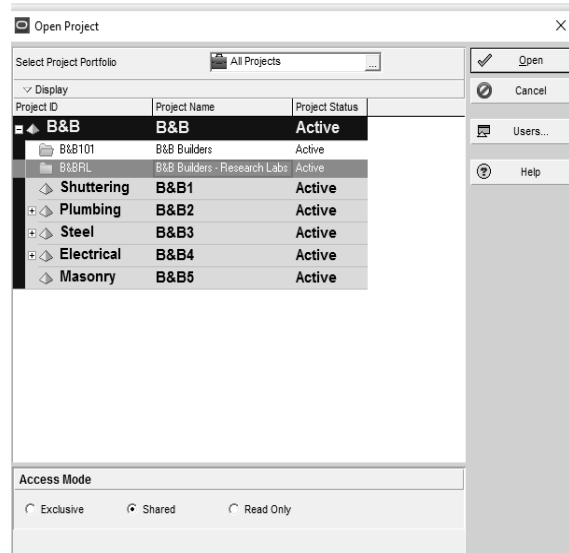 Open Project
Select Project Portfolio All Projects ... Open
Display Cancel
Project ID Project Name Project Status
B&B B&B Active Users...
B&B101 B&B Builders Active
B&BRL B&B Builders - Research Labs Active Help
Shuttering B&B1 Active
Plumbing B&B2 Active
Steel B&B3 Active
Electrical B&B4 Active
Masonry B&B5 Active
Access Mode
Exclusive Shared Read Only